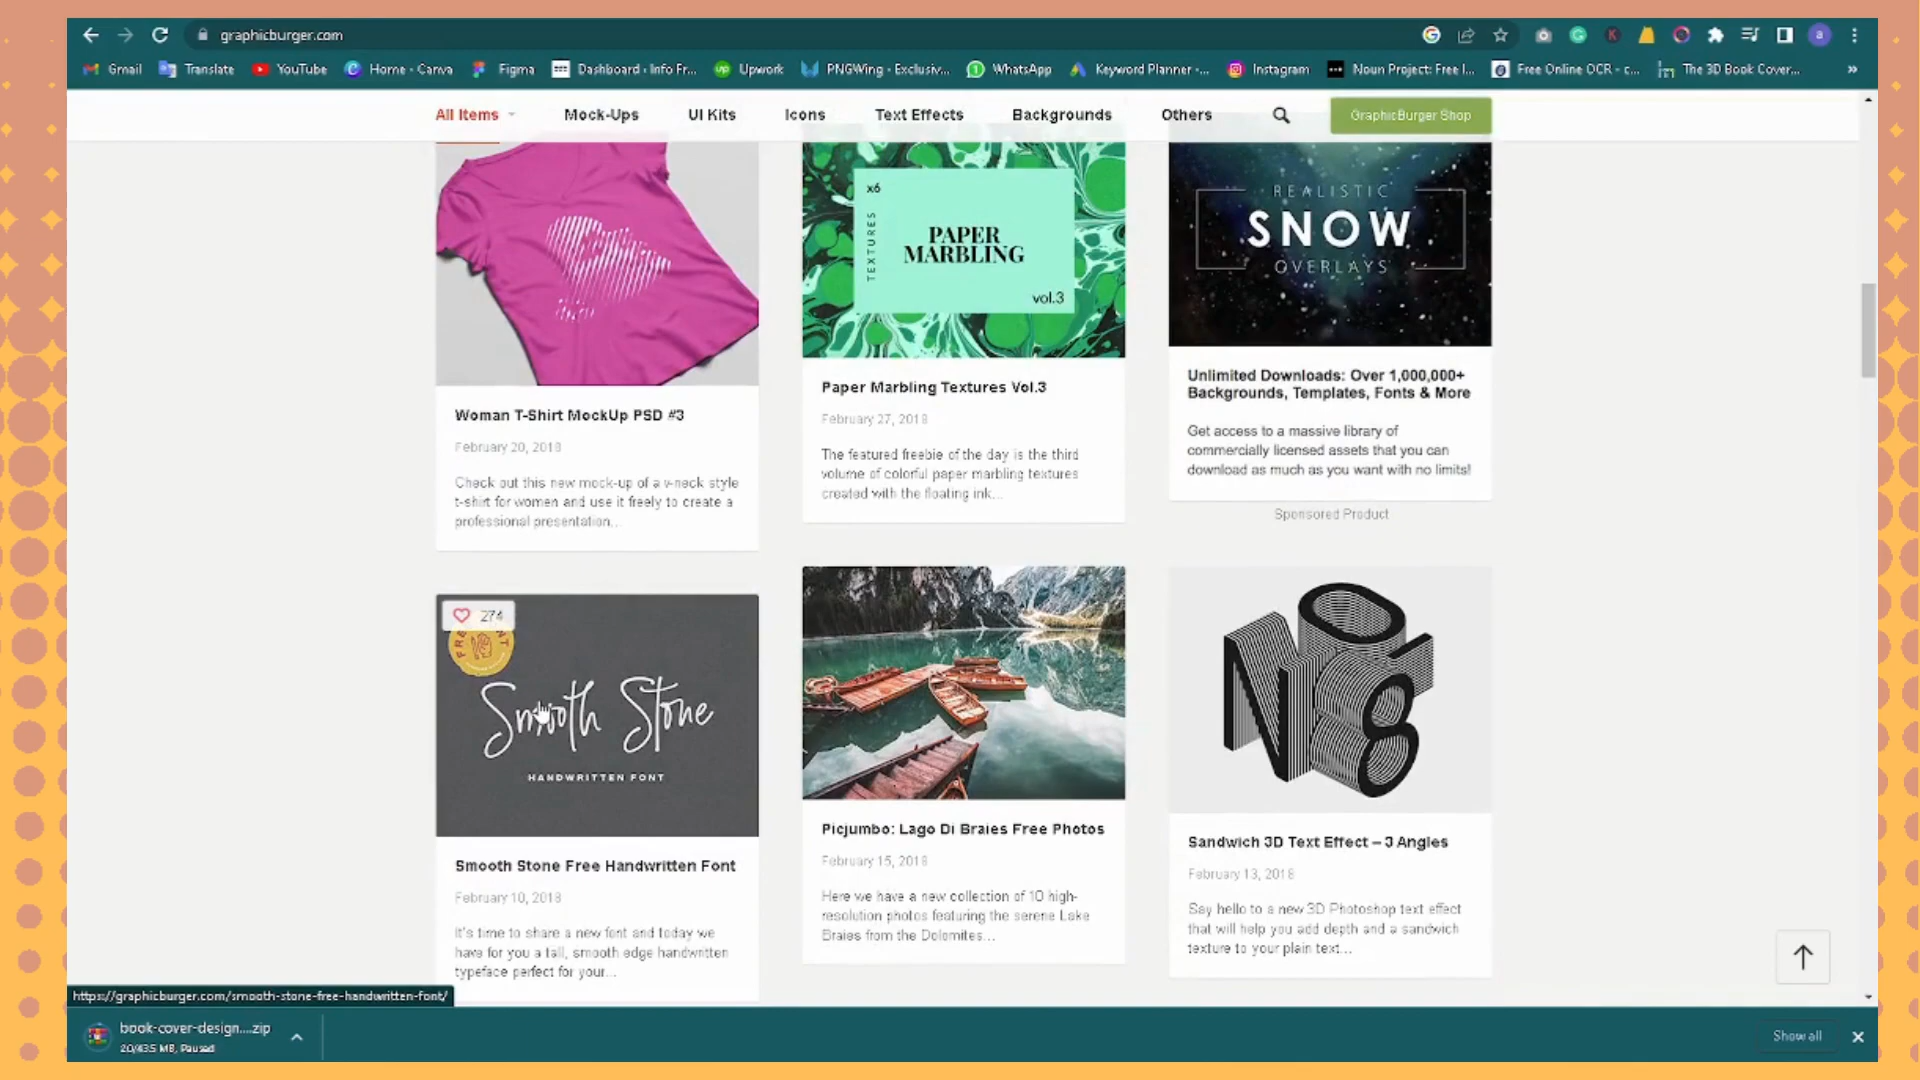 graphicburger.com
Gmail
Translate
YouTube
Home - Canva
Figma
Dashboard - Info Fr...
up
Upwork
PNGWing - Exclusiv...
1
WhatsApp
Keyword Planner -...
Instagram
Noun Project: Free I...
Free Online OCR - c...
The 3D Book Cover...
»
All Items
Mock-Ups
UI Kits
Icons
Text Effects
Backgrounds
Others
GraphicBurger Shop
x6
TEXTURES
PAPER
MARBLING
vol.3
REALISTIC
SNOW
OVERLAYS
Woman T-Shirt MockUp PSD #3
February 20, 2018
Check out this new mock-up of a v-neck style
t-shirt for women and use it freely to create a
professional presentation...
Paper Marbling Textures Vol.3
February 27, 2018
The featured freebie of the day is the third
volume of colorful paper marbling textures
created with the floating ink...
Unlimited Downloads: Over 1,000,000+
Backgrounds, Templates, Fonts & More
Get access to a massive library of
commercially licensed assets that you can
download as much as you want with no limits!
Sponsored Product
274
Smooth Stone
HANDWRITTEN FONT
Smooth Stone Free Handwritten Font
February 10, 2018
It's time to share a new font and today we
have for you a tall, smooth edge handwritten
typeface perfect for your...
Picjumbo: Lago Di Braies Free Photos
February 15, 2018
Here we have a new collection of 10 high-
resolution photos featuring the serene Lake
Braies from the Dolomites...
Sandwich 3D Text Effect – 3 Angles
February 13, 2018
Say hello to a new 3D Photoshop text effect
that will help you add depth and a sandwich
texture to your plain text...
https://graphicburger.com/smooth-stone-free-handwritten-font/
book-cover-design....zip
2.0/43.5 MB, Paused
Show all